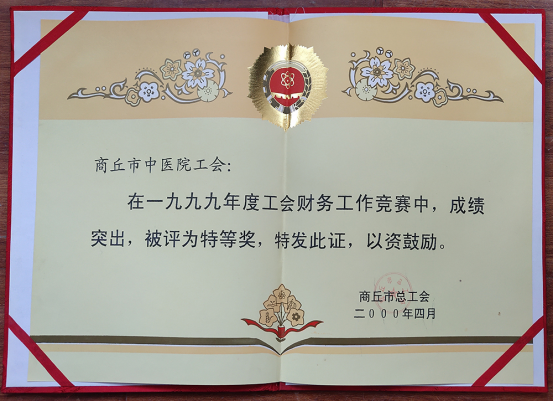 商丘市中医院工会：
在一九九九年度工会财务工作竞赛中，成绩
突出，被评为特等奖，特发此证，以资鼓励。
商丘市总工会
二000年四月